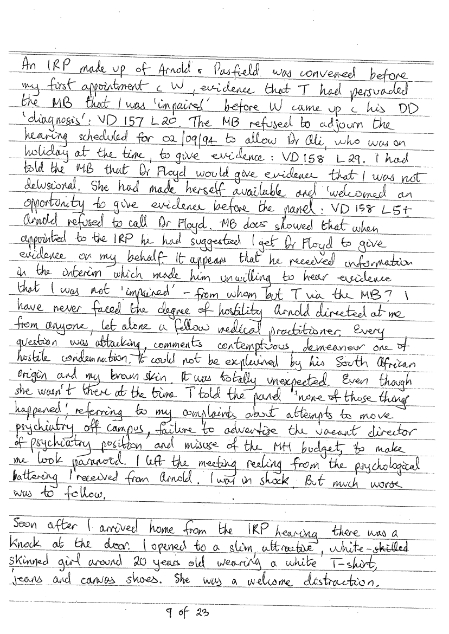 An IRP made up of Arnold & Pasfield was convened before
my first appointment c W, evidence that T had persuaded
the MB that I was 'impaired' before W came up c his DD
'diagnosis': VD 157 L20. The MB refused to adjourn the
hearing scheduled for 02/09/94 to allow Dr Ali, who was on
holiday at the time, to give evidence: VD 158 L29. I had
told the MB that Dr Floyd would give evidence that I was not
delusional. She had made herself available and 'welcomed an
opportunity to give evidence before the panel: VD 158 L5+
Arnold refused to call Dr Floyd. MB docs showed that when
appointed to the IRP he had suggested I get Dr Floyd to give
evidence on my behalf. It appears that he received information
in the interim which made him unwilling to hear evidence
that I was not 'impaired' - from whom but T via the MB? I
have never faced the degree of hostility Arnold directed at me
from anyone, let alone a fellow medical practitioner. Every
question was attacking, comments contemptuous, demeanour one of
hostile condemnation. It could not be explained by his South African
origin and my brown skin. It was totally unexpected. Even though
she wasn't there at the time T told the panel 'none of those things
happened', referring to my complaints about attempts to move
psychiatry off campus, failure to advertise the vacant director
of psychiatry position and misuse of the MH budget, to make
me look paranoid. I left the meeting reeling from the psychological
battering I received from Arnold. I was in shock. But much worse
was to follow.
Soon after I arrived home from the IRP hearing there was a
knock at the door. I opened to a slim, attractive, white-skilled
skinned girl around 20 years old wearing a white T-shirt,
jeans and canvas shoes. She was a welcome distraction.
9 of 23